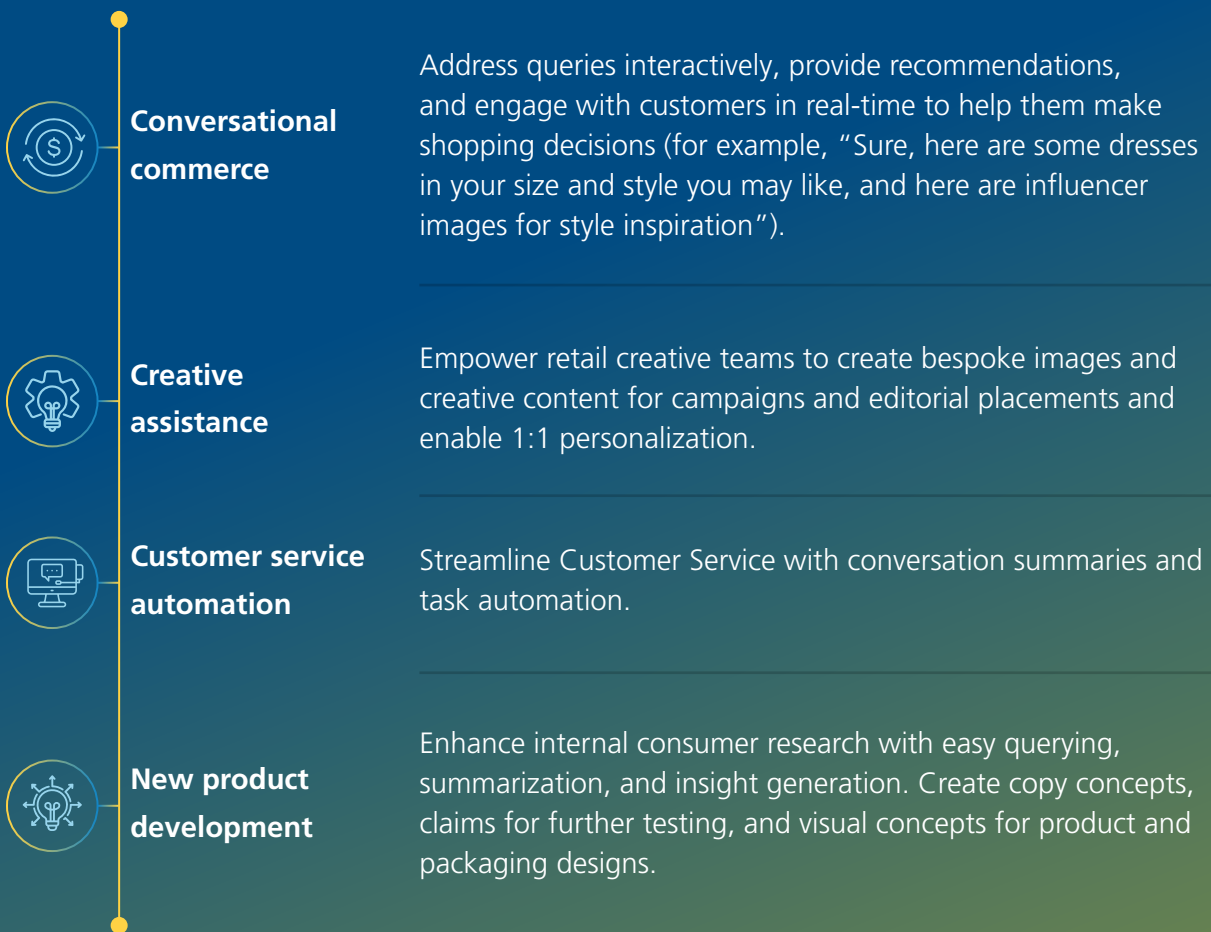 Conversational
commerce
Address queries interactively, provide recommendations,
and engage with customers in real-time to help them make
shopping decisions (for example, “Sure, here are some dresses
in your size and style you may like, and here are influencer
images for style inspiration”).
$
Creative
assistance
Empower retail creative teams to create bespoke images and
creative content for campaigns and editorial placements and
enable 1:1 personalization.
Customer service
automation
Streamline Customer Service with conversation summaries and
task automation.
New product
development
Enhance internal consumer research with easy querying,
summarization, and insight generation. Create copy concepts,
claims for further testing, and visual concepts for product and
packaging designs.